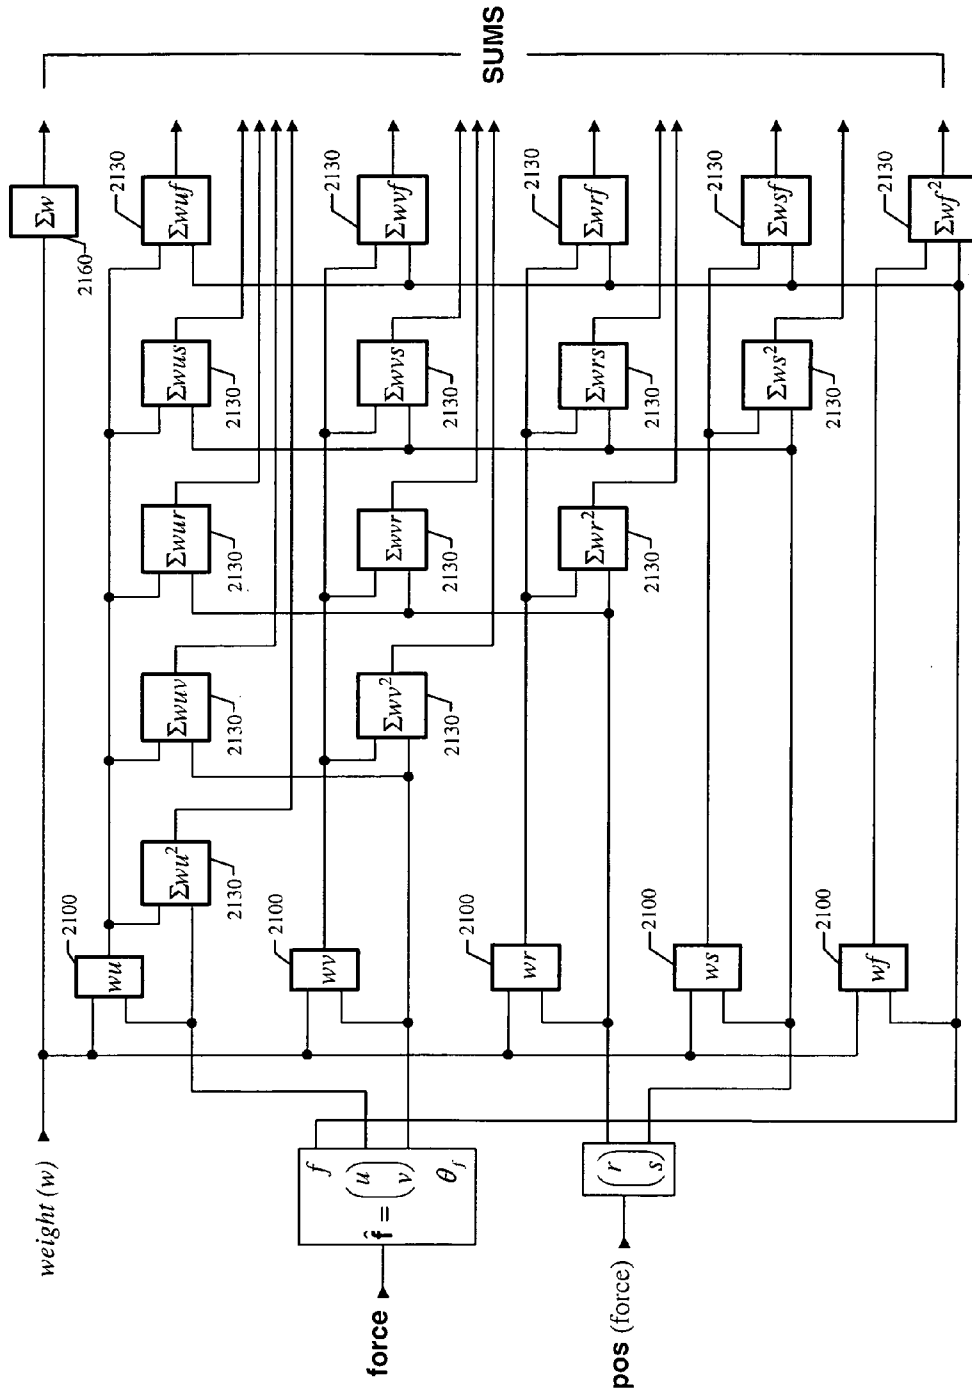 weight (w)
Σw
2160
SUMS
wu
2100
Σwu²
2130
Σwuv
2130
Σwur
2130
Σwus
2130
Σwuf
2130
wv
2100
Σwv²
2130
Σwvr
2130
Σwvs
2130
Σwvf
2130
force
f̂ = (u v)
f
θf
wr
2100
Σwr²
2130
Σwrs
2130
Σwrf
2130
pos (force)
(r s)
ws
2100
Σws²
2130
Σwsf
2130
wf
2100
Σwf²
2130